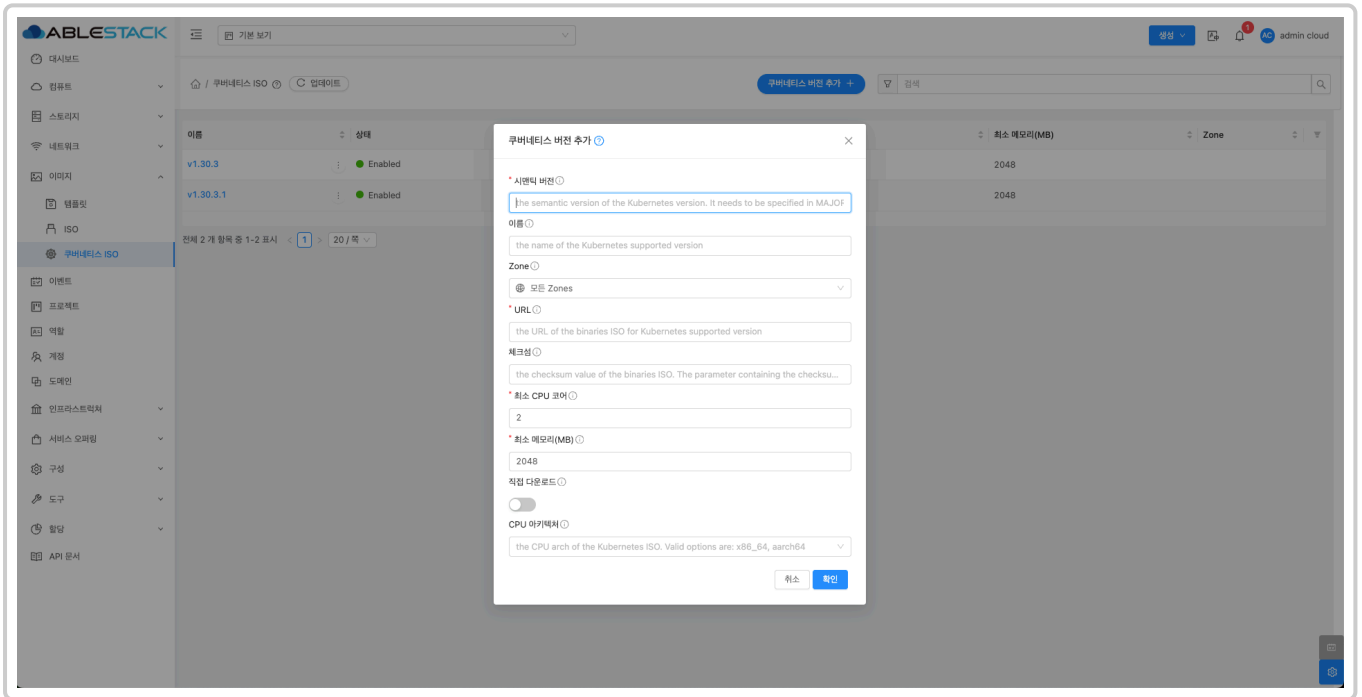 ABLESTACK
기본 보기
생성
1
AC
admin cloud
대시보드
컴퓨트
스토리지
네트워크
이미지
템플릿
ISO
쿠버네티스 ISO
이벤트
프로젝트
역할
계정
도메인
인프라스트럭쳐
서비스 오퍼링
구성
도구
할당
API 문서
/ 쿠버네티스 ISO
업데이트
쿠버네티스 버전 추가 +
검색
이름
상태
최소 메모리(MB)
Zone
v1.30.3
Enabled
2048
v1.30.3.1
Enabled
2048
전체 2 개 항목 중 1-2 표시 < 1 > 20 / 쪽
쿠버네티스 버전 추가
* 시맨틱 버전
the semantic version of the Kubernetes version. It needs to be specified in MAJOR
이름
the name of the Kubernetes supported version
Zone
모든 Zones
* URL
the URL of the binaries ISO for Kubernetes supported version
체크섬
the checksum value of the binaries ISO. The parameter containing the checksu...
* 최소 CPU 코어
2
* 최소 메모리(MB)
2048
직접 다운로드
CPU 아키텍처
the CPU arch of the Kubernetes ISO. Valid options are: x86_64, aarch64
취소
확인